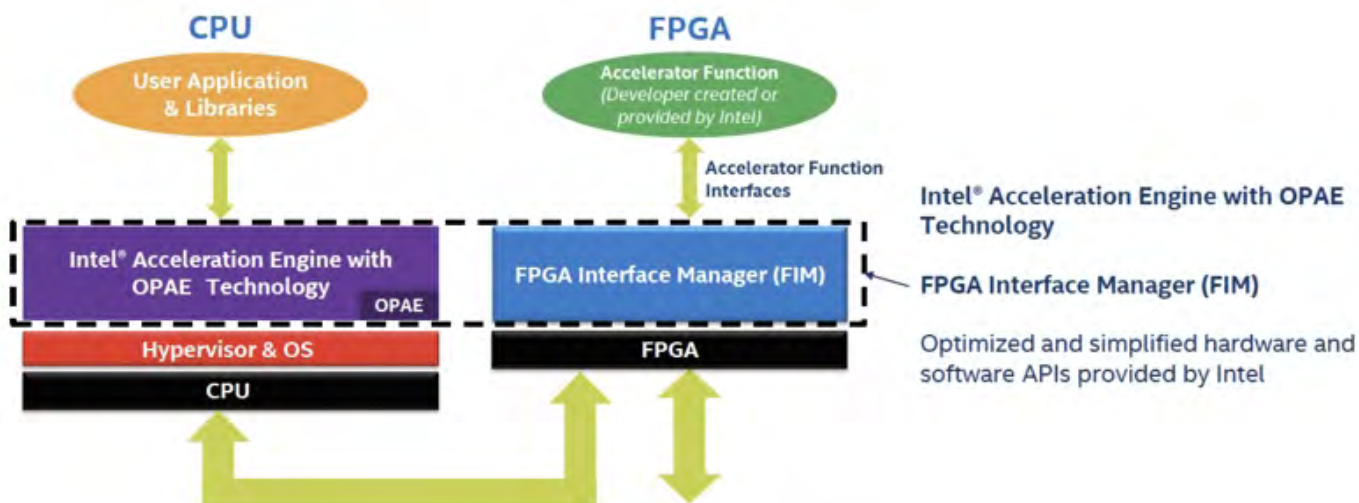 CPU
User Application
& Libraries
FPGA
Accelerator Function
(Developer created or
provided by Intel)
Accelerator Function
Interfaces
Intel® Acceleration Engine with
OPAE Technology
OPAE
Hypervisor & OS
CPU
FPGA Interface Manager (FIM)
FPGA
Intel® Acceleration Engine with OPAE
Technology
FPGA Interface Manager (FIM)
Optimized and simplified hardware and
software APIs provided by Intel